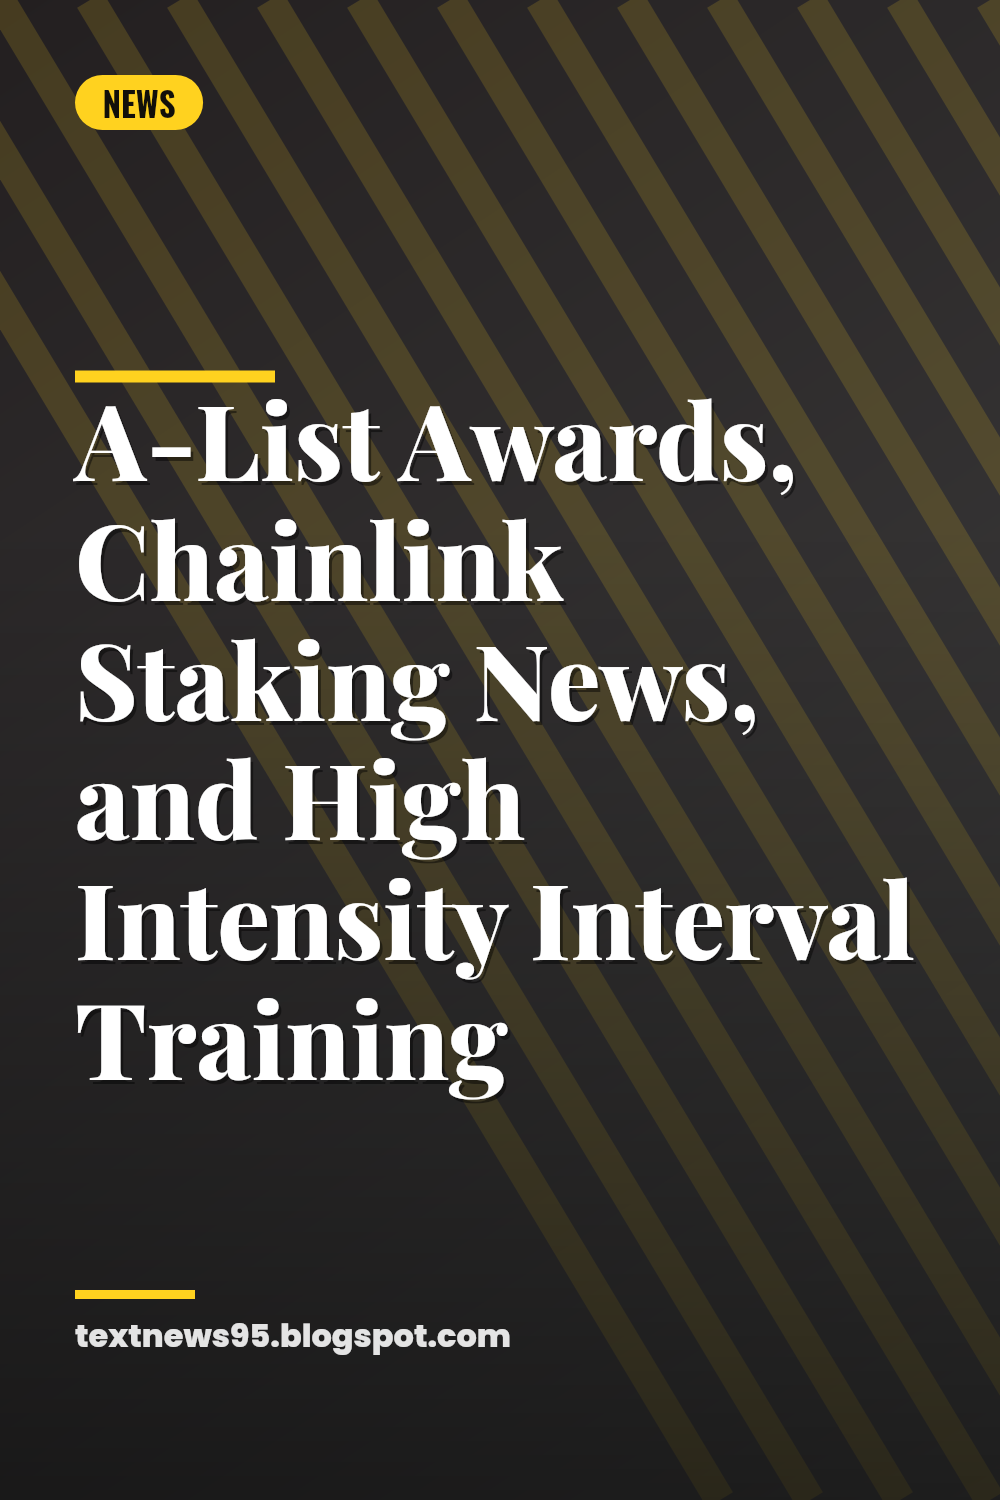 NEWS
A-List Awards,
Chainlink
Staking News,
and High
Intensity Interval
Training
textnews95.blogspot.com